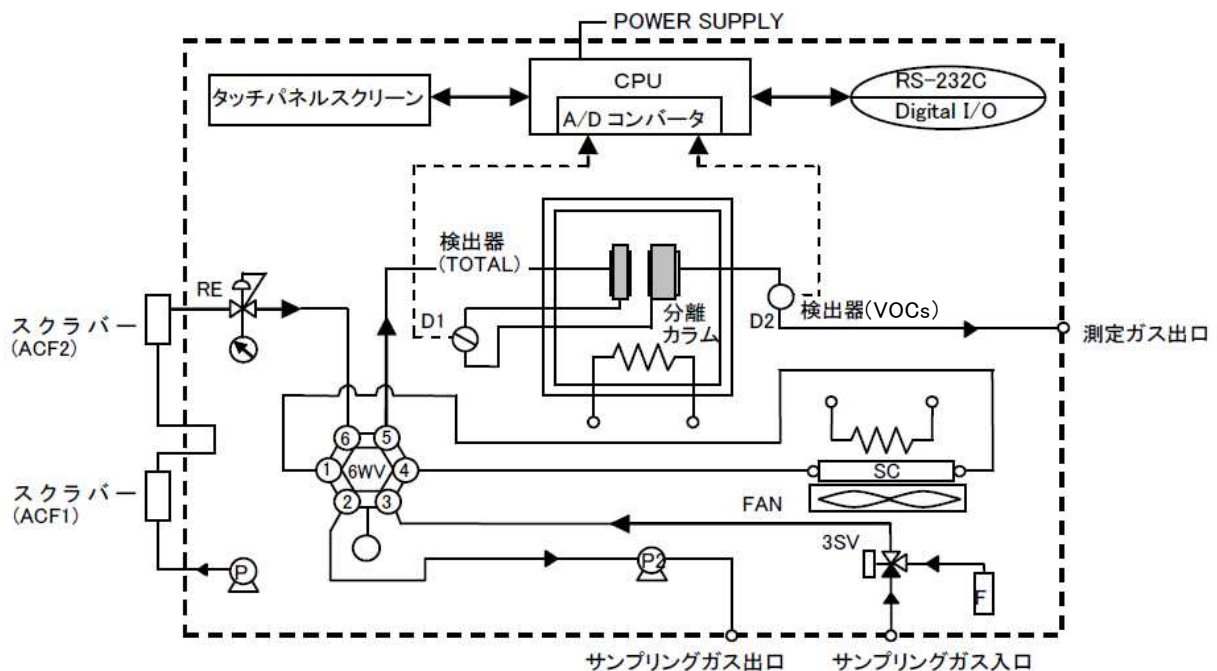 POWER SUPPLY
CPU
タッチパネルスクリーン
A/D コンバータ
RS-232C
Digital I/O
検出器
(TOTAL)
RE
D1
分離
カラム
D2
検出器(VOCs)
スクラバー
(ACF2)
測定ガス出口
6
5
1
6WV
4
2
3
SC
スクラバー
(ACF1)
FAN
3SV
P
P2
F
サンプリングガス出口
サンプリングガス入口